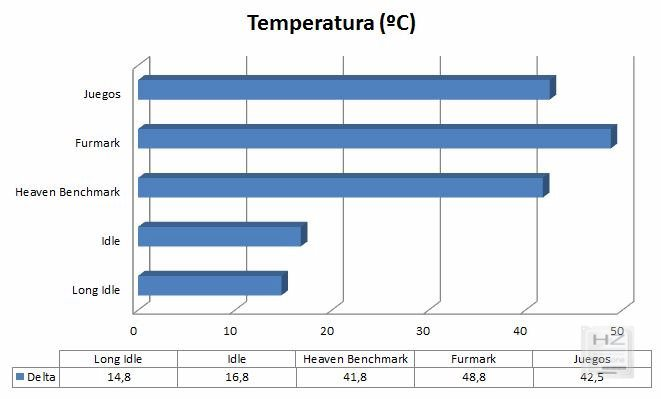 Temperatura (ºC)
Juegos
Furmark
Heaven Benchmark
Idle
Long Idle
0 10 20 30 40 50
Long Idle Idle Heaven Benchmark Furmark Juegos
Delta 14,8 16,8 41,8 48,8 42,5
HZ